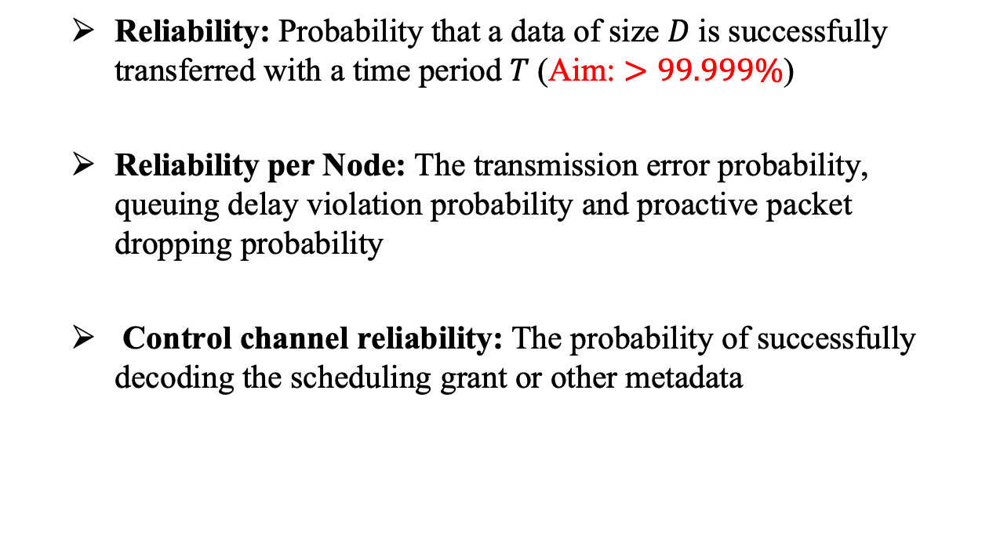 ➢ Reliability: Probability that a data of size D is successfully
transferred with a time period T (Aim: > 99.999%)
➢ Reliability per Node: The transmission error probability,
queuing delay violation probability and proactive packet
dropping probability
➢ Control channel reliability: The probability of successfully
decoding the scheduling grant or other metadata